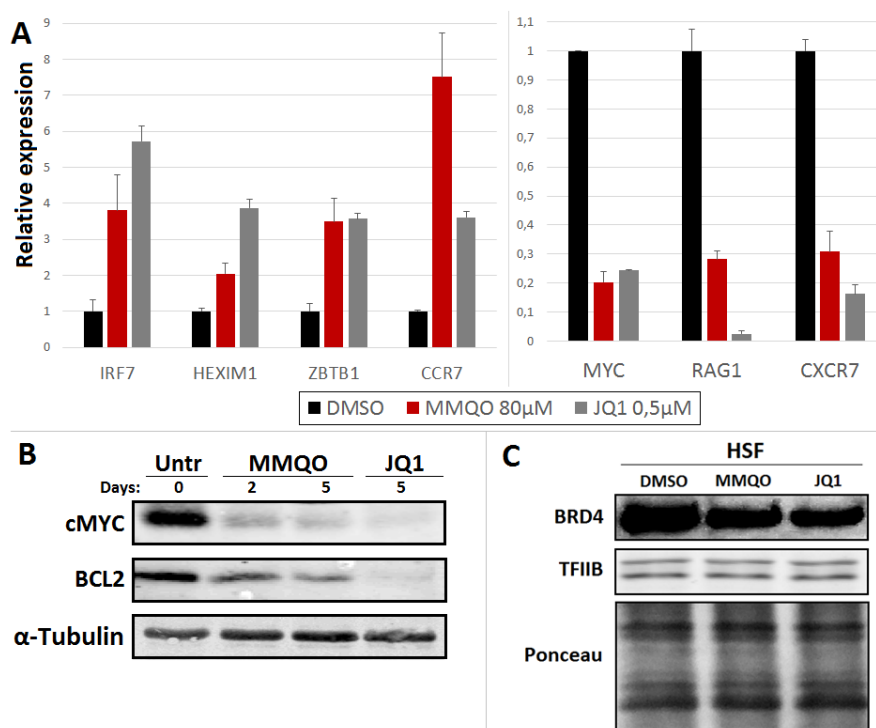 A
Relative expression
9
8
7
6
5
4
3
2
1
0
IRF7 HEXIM1 ZBTB1 CCR7
1,1
1
0,9
0,8
0,7
0,6
0,5
0,4
0,3
0,2
0,1
0
MYC RAG1 CXCR7
DMSO MMQO 80μM JQ1 0,5μM
B
Untr MMQO JQ1
Days: 0 2 5 5
cMYC
BCL2
α-Tubulin
C
HSF
DMSO MMQO JQ1
BRD4
TFIIB
Ponceau